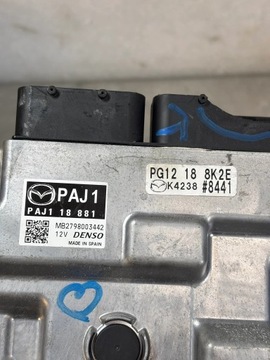 PAJ1
PAJ1 18 881
MB2798003442
12V DENSO
MADE IN SPAIN
PG12 18 8K2E
K4238 #8441